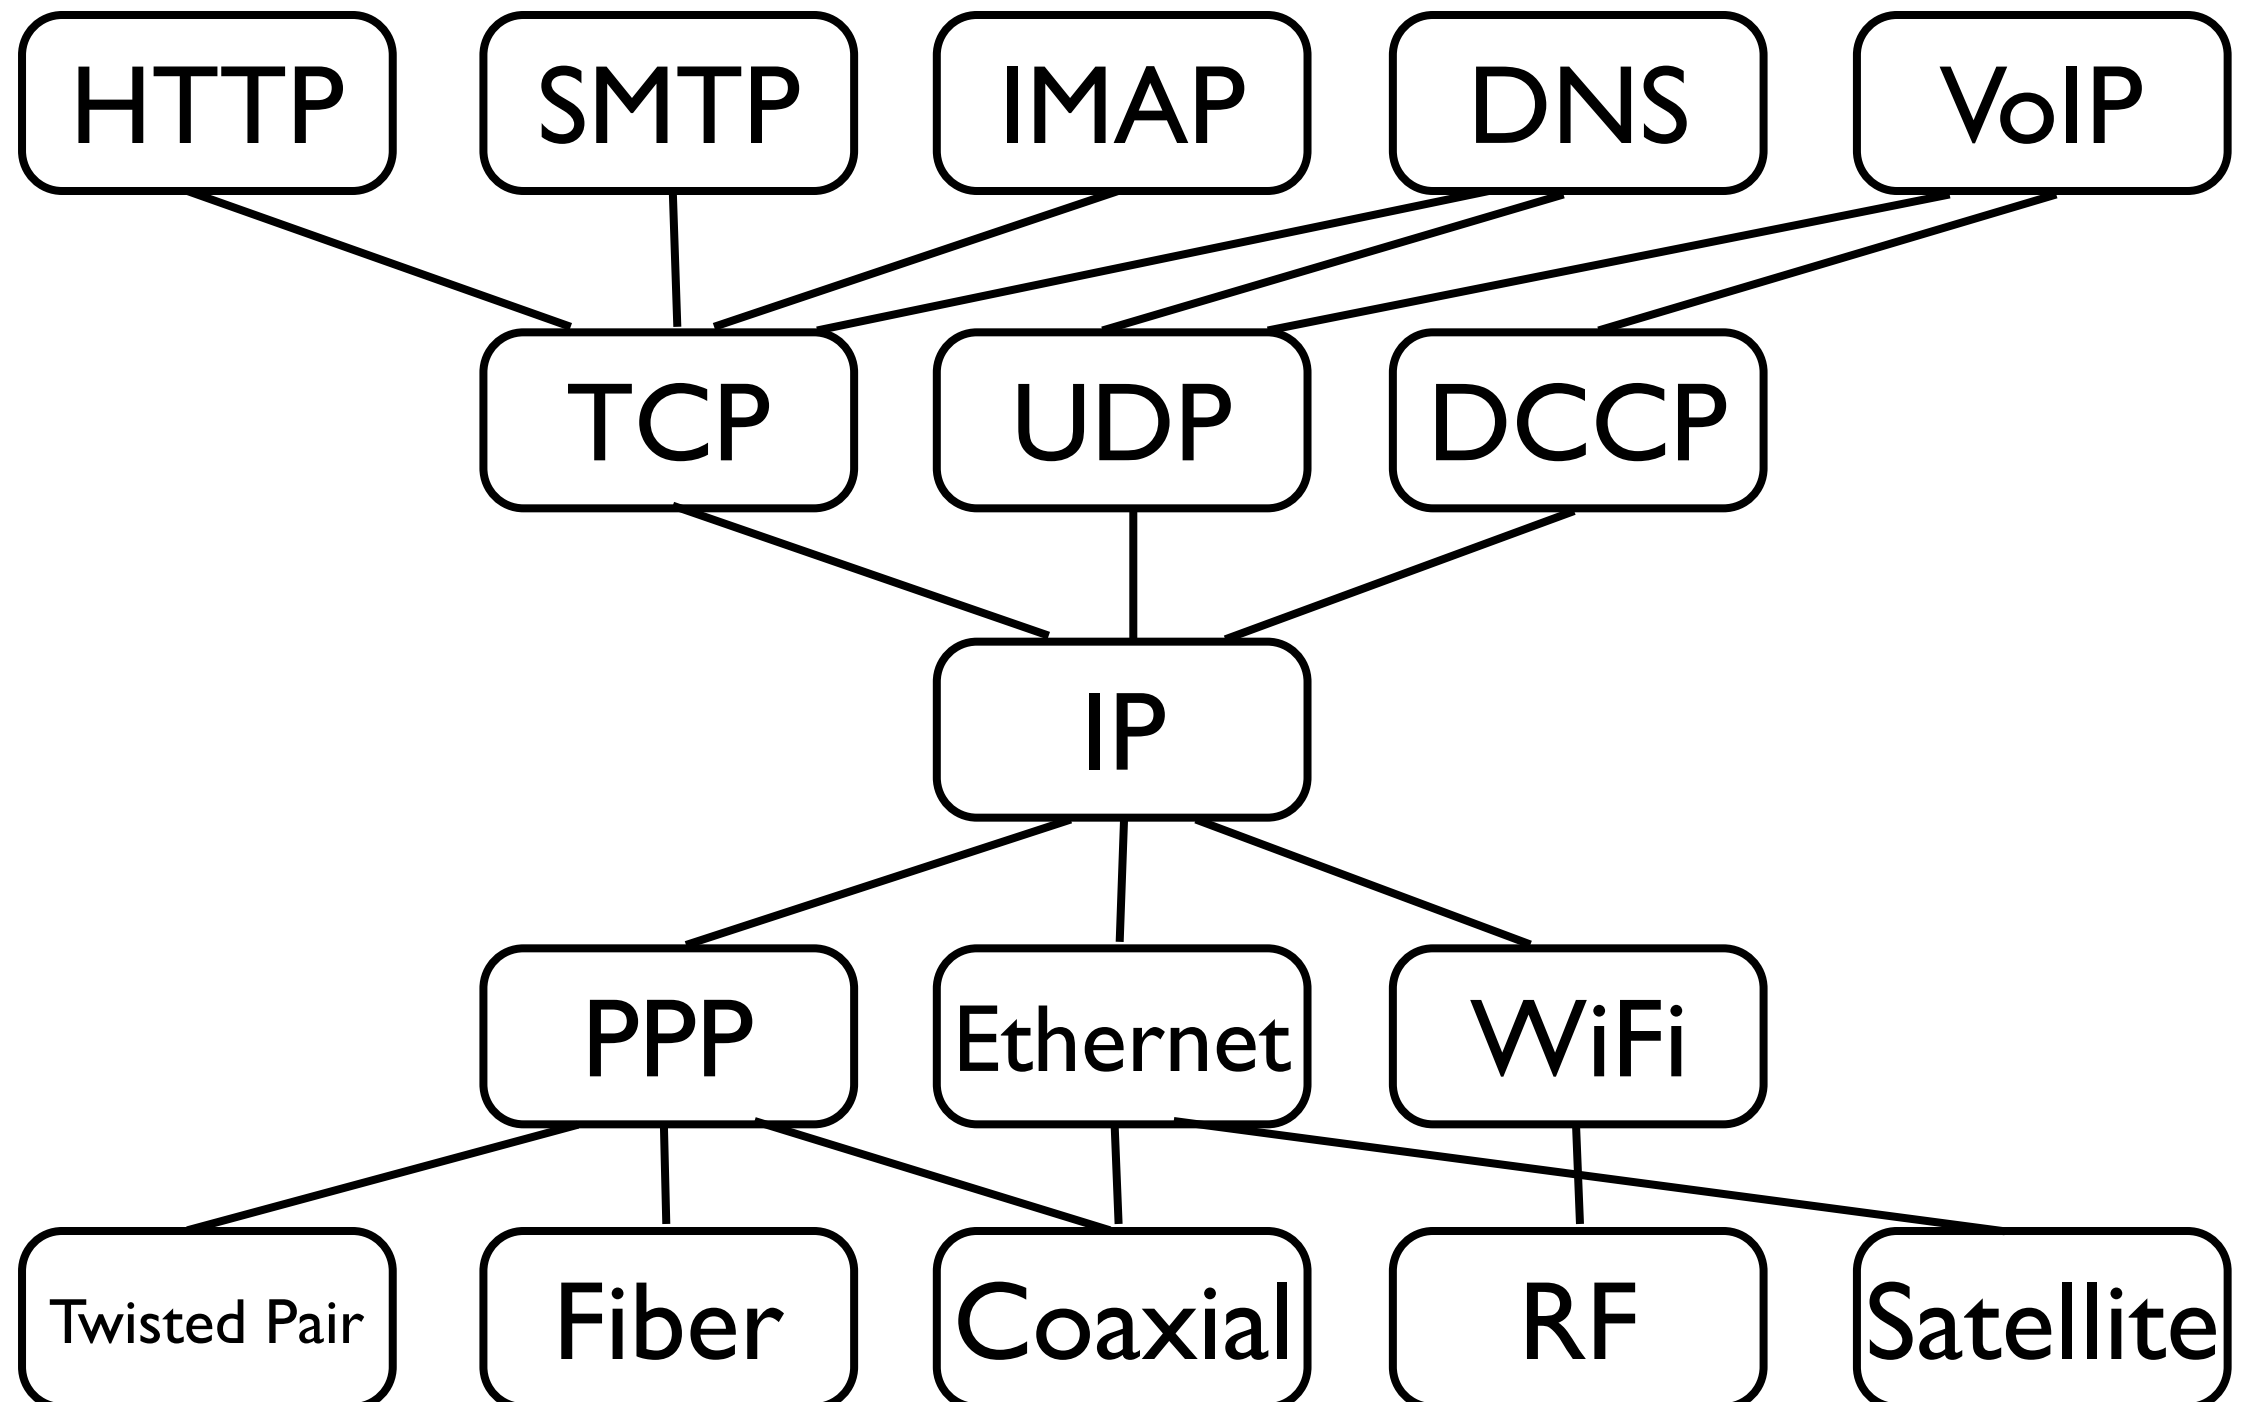 HTTP
SMTP
IMAP
DNS
VoIP
TCP
UDP
DCCP
IP
PPP
Ethernet
WiFi
Twisted Pair
Fiber
Coaxial
RF
Satellite